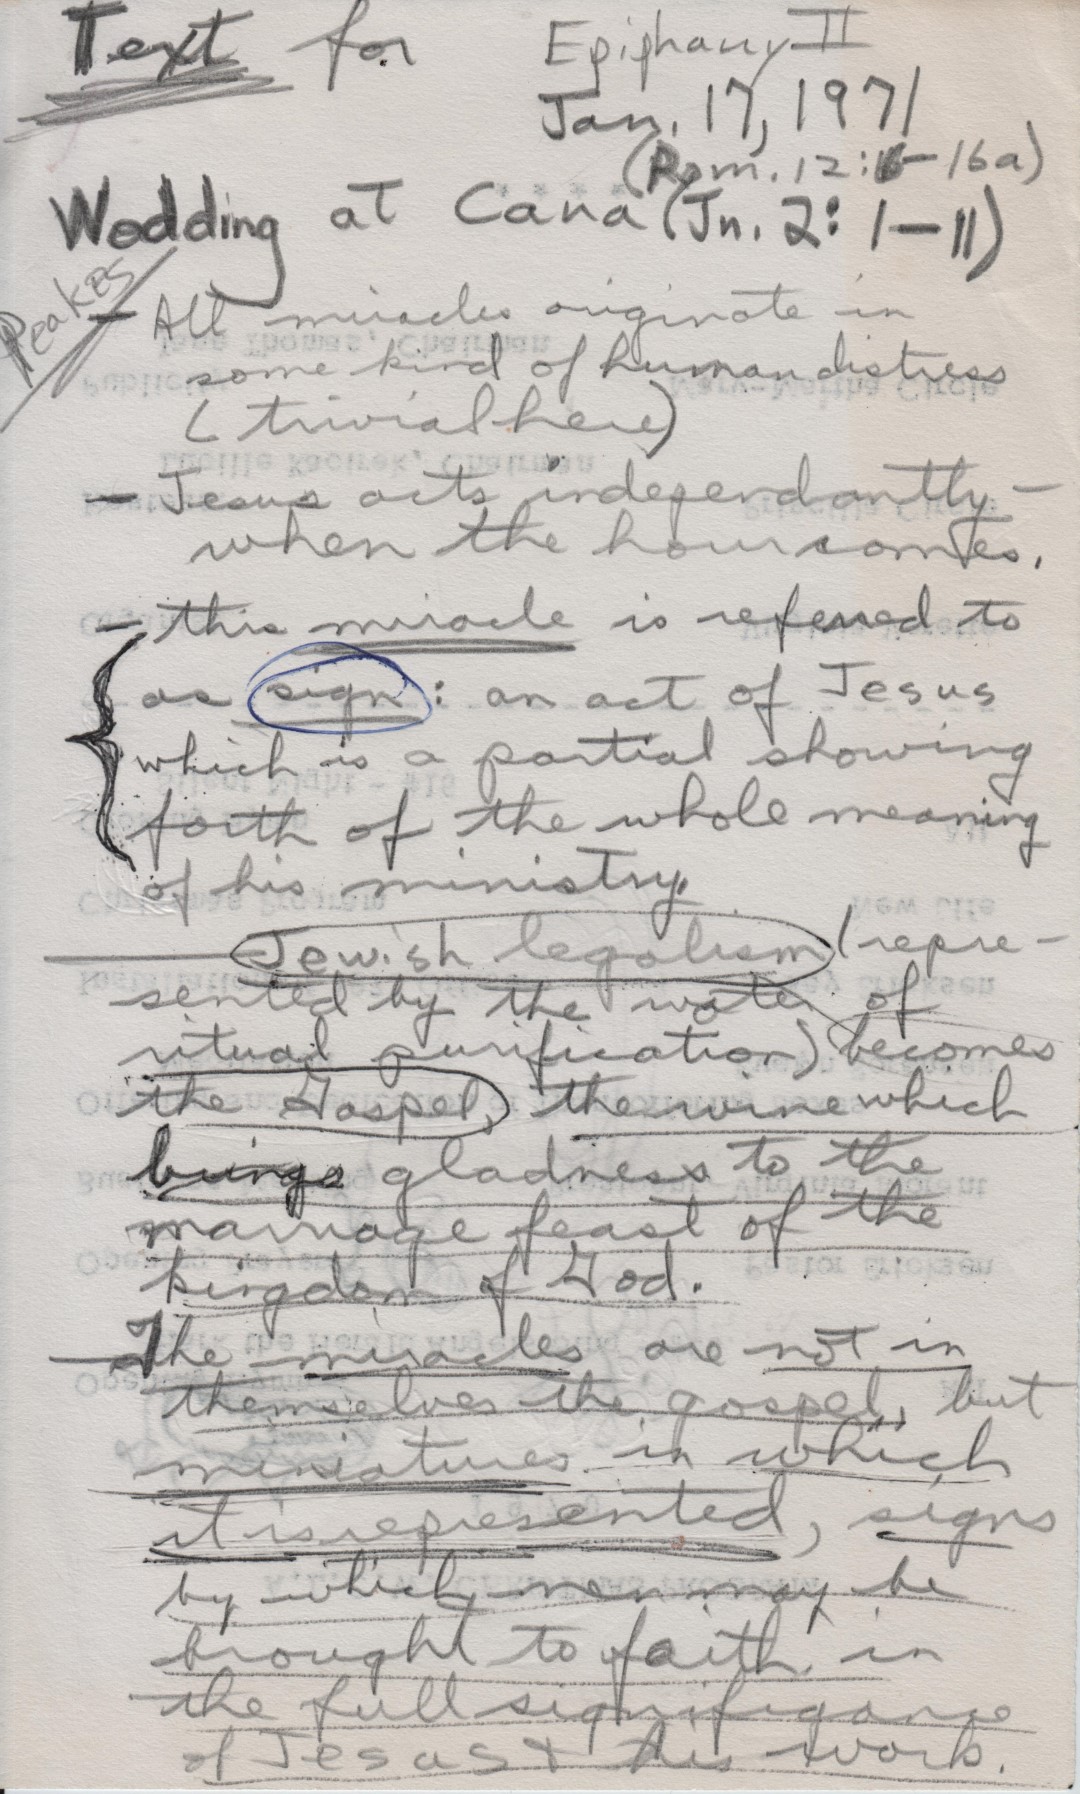 Text for Epiphany II
Jan. 17, 1971
(Rom. 12:6-16a)
Wedding at Cana (Jn. 2: 1-11)
Peakes
- All miracles originate in
some kind of human distress
(trivial here)
- Jesus acts independantly -
when the hour comes.
- this miracle is referred to
as sign: an act of Jesus
which is a partial showing
forth of the whole meaning
of his ministry.
- Jewish legalism (repre-
sented by the water of
ritual purification) becomes
the Gospel, the wine which
brings gladness to the
marriage feast of the
kingdom of God.
- The miracles are not in
themselves the gospel, but
"miniatures in which
it is represented, signs
by which men may be
brought to faith in
the full significance
of Jesus & his work.